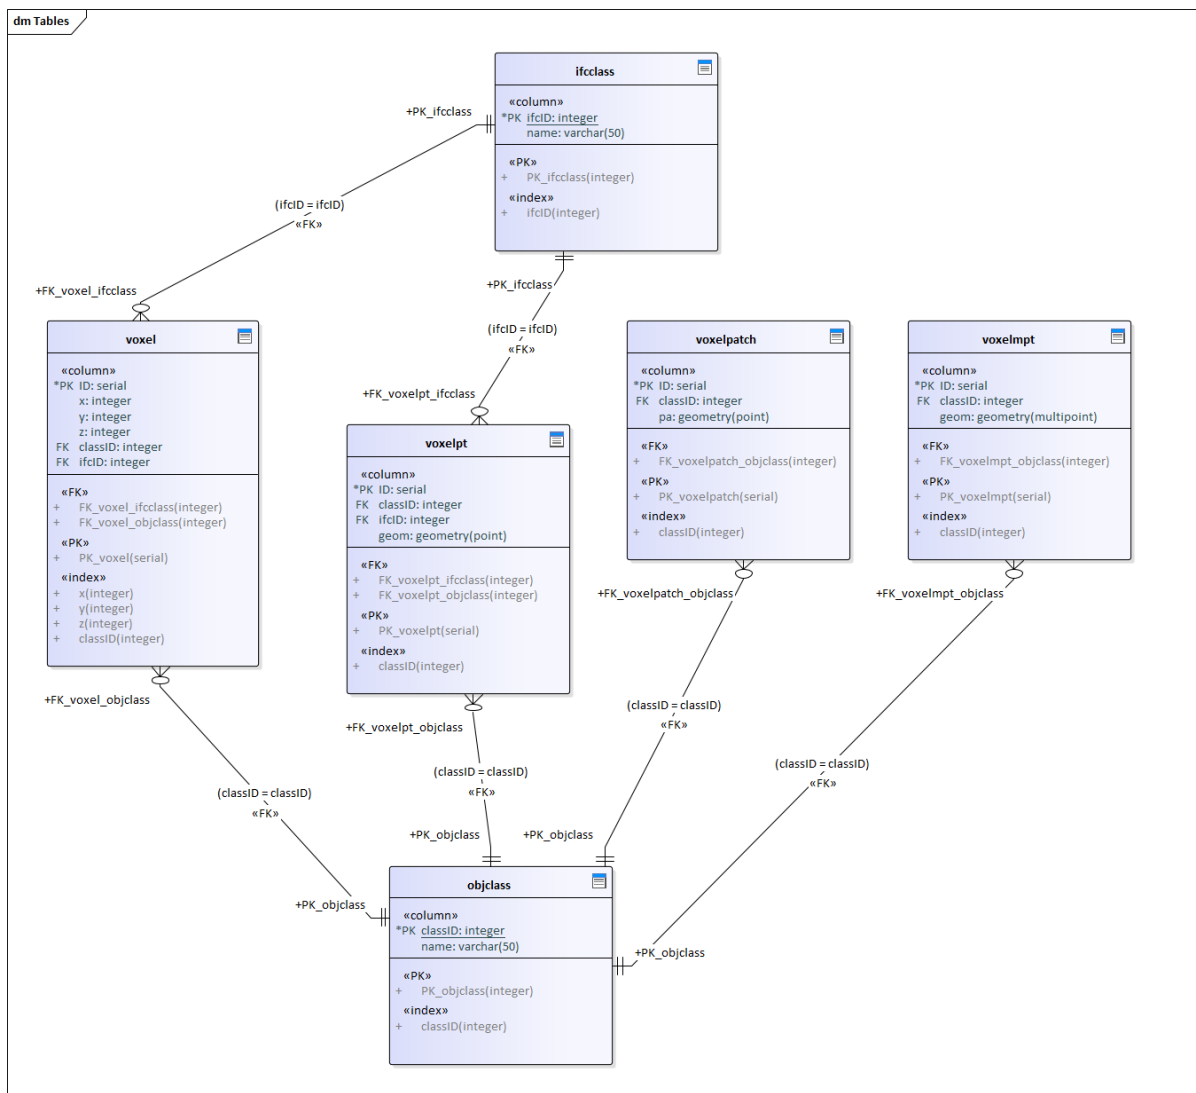 dm Tables
ifcclass
«column»
*PK ifcID: integer
name: varchar(50)
«PK»
+ PK_ifcclass(integer)
«index»
+ ifcID(integer)
+PK_ifcclass
(ifcID = ifcID)
«FK»
+FK_voxel_ifcclass
+PK_ifcclass
(ifcID = ifcID)
«FK»
+FK_voxelpt_ifcclass
voxel
«column»
*PK ID: serial
x: integer
y: integer
z: integer
FK classID: integer
FK ifcID: integer
«FK»
+ FK_voxel_ifcclass(integer)
+ FK_voxel_objclass(integer)
«PK»
+ PK_voxel(serial)
«index»
+ x(integer)
+ y(integer)
+ z(integer)
+ classID(integer)
voxelpt
«column»
*PK ID: serial
FK classID: integer
FK ifcID: integer
geom: geometry(point)
«FK»
+ FK_voxelpt_ifcclass(integer)
+ FK_voxelpt_objclass(integer)
«PK»
+ PK_voxelpt(serial)
«index»
+ classID(integer)
voxelpatch
«column»
*PK ID: serial
FK classID: integer
pa: geometry(point)
«FK»
+ FK_voxelpatch_objclass(integer)
«PK»
+ PK_voxelpatch(serial)
«index»
+ classID(integer)
voxelmpt
«column»
*PK ID: serial
FK classID: integer
geom: geometry(multipoint)
«FK»
+ FK_voxelmpt_objclass(integer)
«PK»
+ PK_voxelmpt(serial)
«index»
+ classID(integer)
+FK_voxel_objclass
(classID = classID)
«FK»
+PK_objclass
+FK_voxelpt_objclass
(classID = classID)
«FK»
+PK_objclass
+FK_voxelpatch_objclass
(classID = classID)
«FK»
+PK_objclass
+FK_voxelmpt_objclass
(classID = classID)
«FK»
+PK_objclass
objclass
«column»
*PK classID: integer
name: varchar(50)
«PK»
+ PK_objclass(integer)
«index»
+ classID(integer)